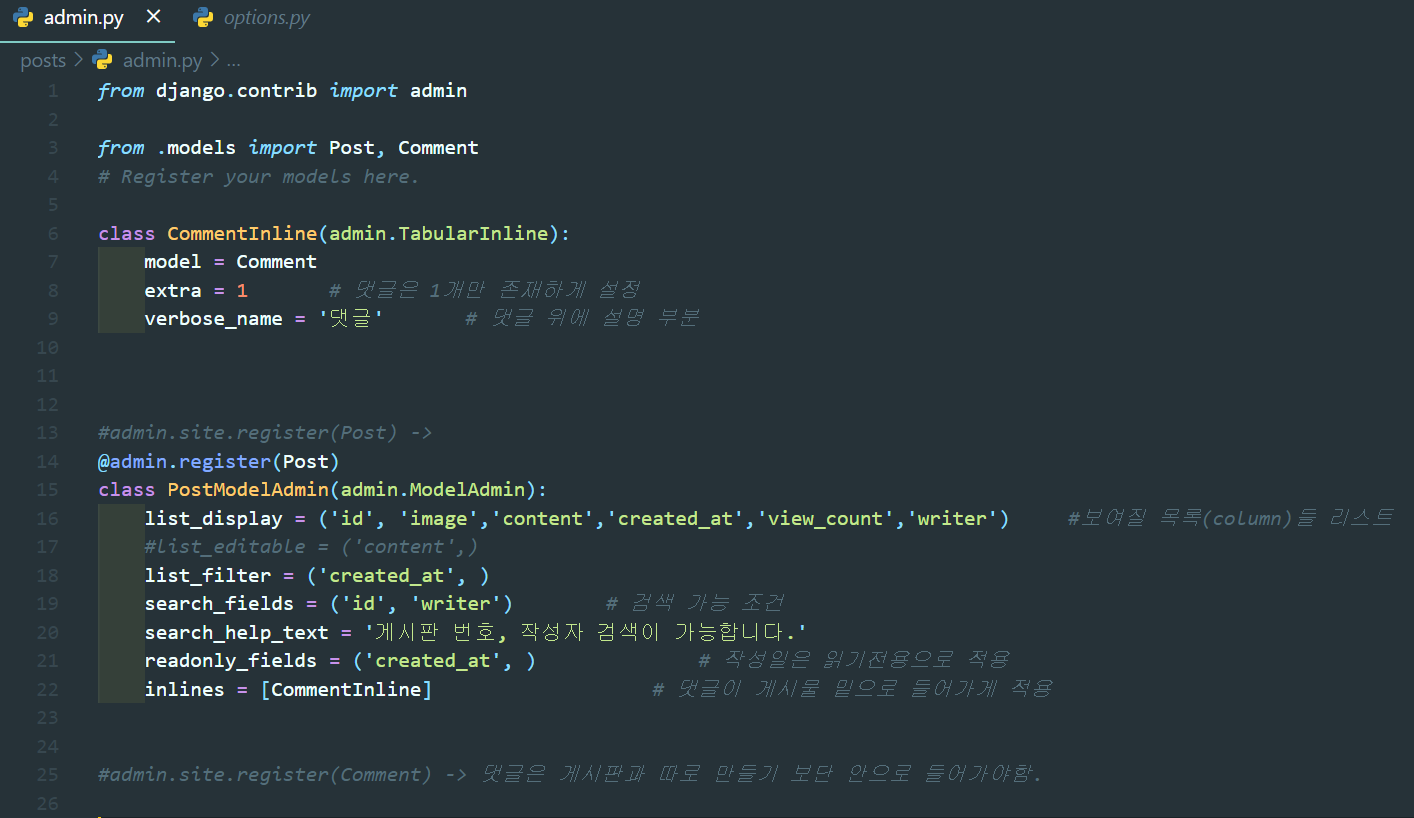 admin.py
options.py
posts > admin.py > ...
1 from django.contrib import admin
2
3 from .models import Post, Comment
4 # Register your models here.
5
6 class CommentInline(admin.TabularInline):
7     model = Comment
8     extra = 1       # 댓글은 1개만 존재하게 설정
9     verbose_name = '댓글'       # 댓글 위에 설명 부분
10
11
12
13 #admin.site.register(Post) ->
14 @admin.register(Post)
15 class PostModelAdmin(admin.ModelAdmin):
16     list_display = ('id', 'image','content','created_at','view_count','writer')     #보여질 목록(column)들 리스트
17     #list_editable = ('content',)
18     list_filter = ('created_at', )
19     search_fields = ('id', 'writer')        # 검색 가능 조건
20     search_help_text = '게시판 번호, 작성자 검색이 가능합니다.'
21     readonly_fields = ('created_at', )              # 작성일은 읽기전용으로 적용
22     inlines = [CommentInline]                   # 댓글이 게시물 밑으로 들어가게 적용
23
24
25 #admin.site.register(Comment) -> 댓글은 게시판과 따로 만들기 보단 안으로 들어가야함.
26